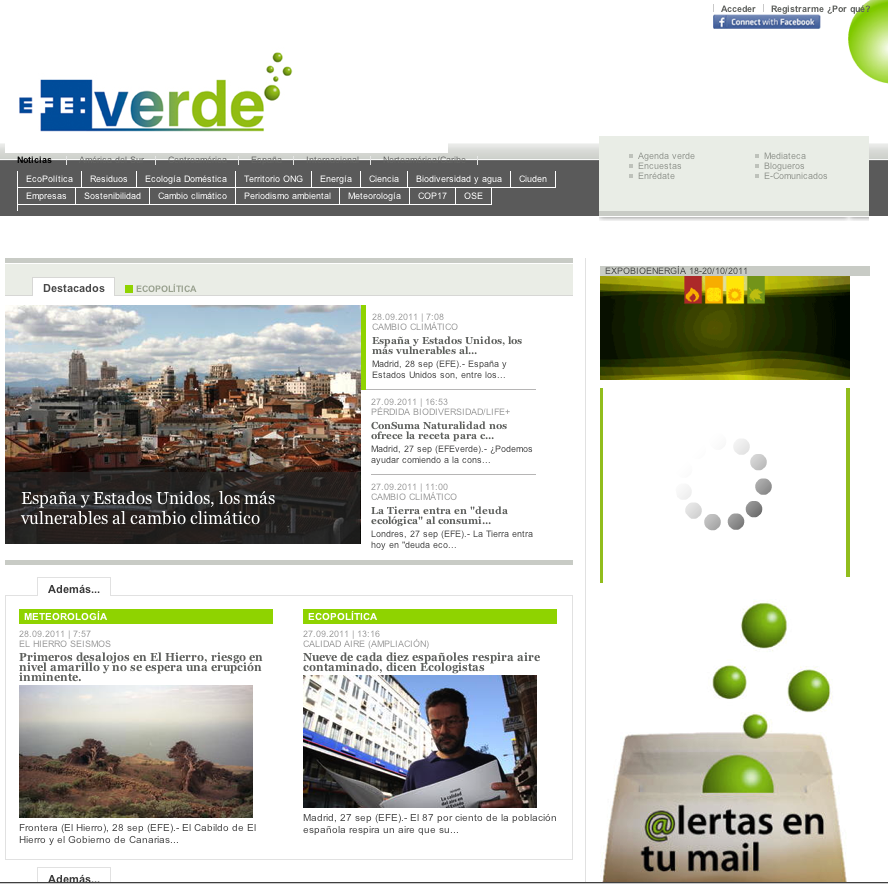 Acceder
Registrarme ¿Por qué?
Connect with Facebook
EFE: verde
Noticias
América del Sur
Centroamérica
España
Internacional
Norteamérica/Caribe
Agenda verde
Encuestas
Enrédate
Mediateca
Blogueros
E-Comunicados
EcoPolítica
Residuos
Ecología Doméstica
Territorio ONG
Energía
Ciencia
Biodiversidad y agua
Ciuden
Empresas
Sostenibilidad
Cambio climático
Periodismo ambiental
Meteorología
COP17
OSE
Destacados
ECOPOLÍTICA
España y Estados Unidos, los más
vulnerables al cambio climático
28.09.2011 | 7:08
CAMBIO CLIMÁTICO
España y Estados Unidos, los
más vulnerables al...
Madrid, 28 sep (EFE).- España y
Estados Unidos son, entre los...
27.09.2011 | 16:53
PÉRDIDA BIODIVERSIDAD/LIFE+
ConSuma Naturalidad nos
ofrece la receta para c...
Madrid, 27 sep (EFEverde).- ¿Podemos
ayudar comiendo a la cons...
27.09.2011 | 11:00
CAMBIO CLIMÁTICO
La Tierra entra en "deuda
ecológica" al consumi...
Londres, 27 sep (EFE).- La Tierra entra
hoy en "deuda eco...
EXPOBIOENERGÍA 18-20/10/2011
Además...
METEOROLOGÍA
28.09.2011 | 7:57
EL HIERRO SEISMOS
Primeros desalojos en El Hierro, riesgo en
nivel amarillo y no se espera una erupción
inminente.
Frontera (El Hierro), 28 sep (EFE).- El Cabildo de El
Hierro y el Gobierno de Canarias...
ECOPOLÍTICA
27.09.2011 | 13:16
CALIDAD AIRE (AMPLIACIÓN)
Nueve de cada diez españoles respira aire
contaminado, dicen Ecologistas
Madrid, 27 sep (EFE).- El 87 por ciento de la población
española respira un aire que su...
@lertas en
tu mail
Además...